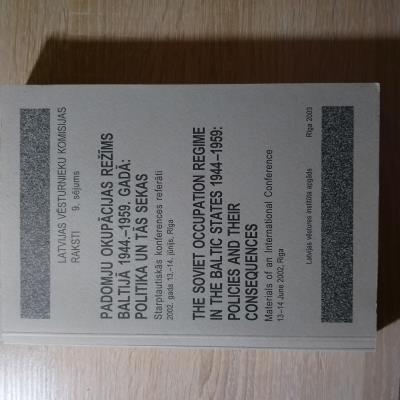 LATVIJAS VĒSTURNIEKU KOMISIJAS
RAKSTI 9. sējums
PADOMJU OKUPĀCIJAS REŽĪMS
BALTIJĀ 1944.–1959. GADĀ:
POLITIKA UN TĀS SEKAS
Starptautiskās konferences referāti
2002. gada 13.–14. jūnijs, Rīga
THE SOVIET OCCUPATION REGIME
IN THE BALTIC STATES 1944–1959:
POLICIES AND THEIR
CONSEQUENCES
Materials of an International Conference
13–14 June 2002, Riga
Latvijas vēstures institūta apgāds
Rīga 2003